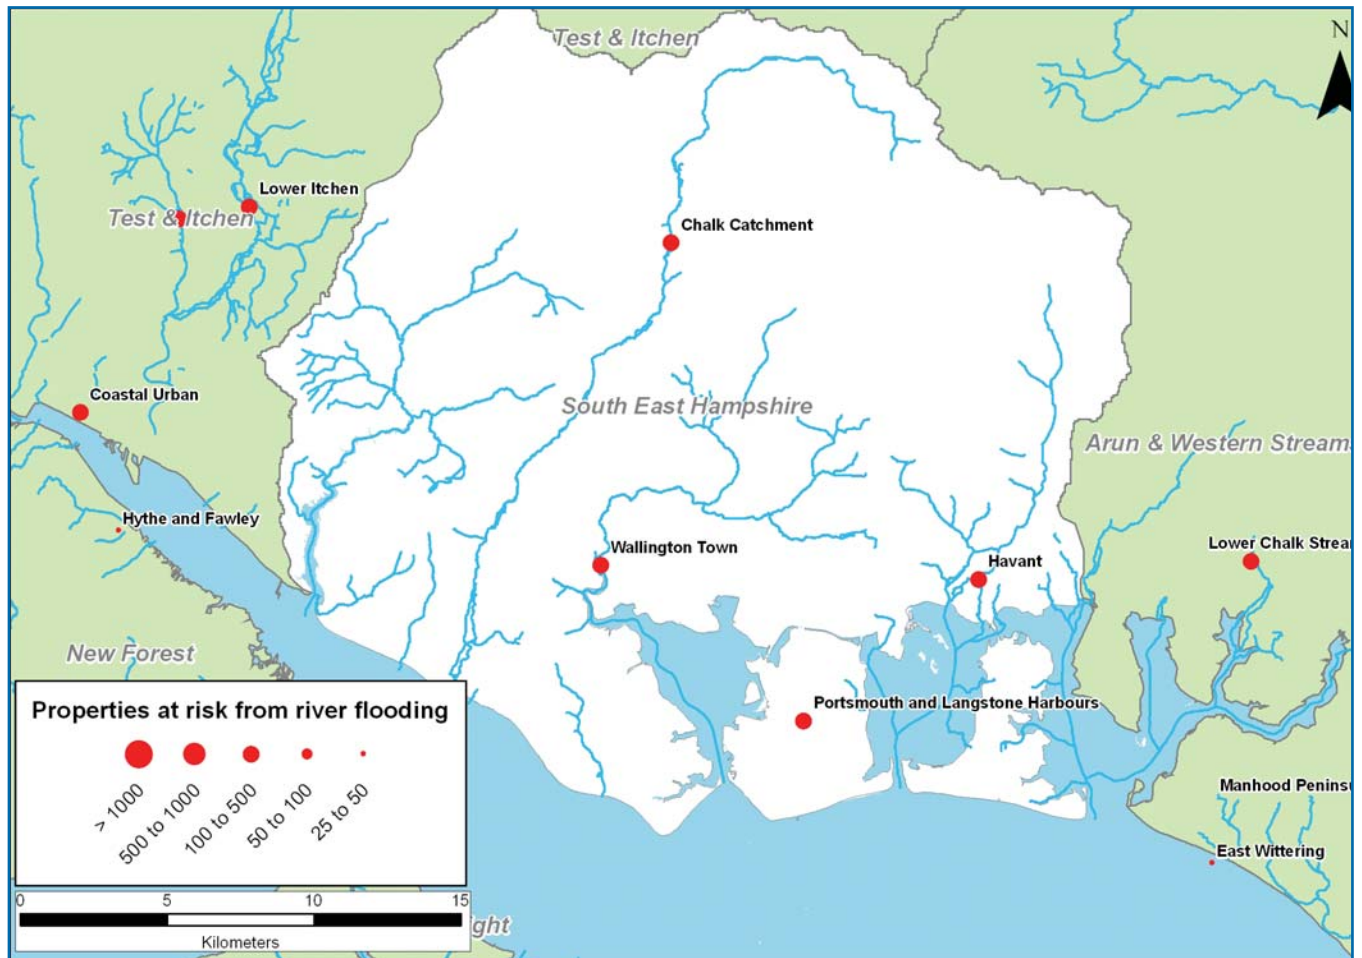 Test & Itchen
N
Lower Itchen
Test & Itchen
Chalk Catchment
Coastal Urban
South East Hampshire
Arun & Western Streams
Hythe and Fawley
Wallington Town
Lower Chalk Strea
Havant
New Forest
Portsmouth and Langstone Harbours
Properties at risk from river flooding
> 1000
500 to 1000
100 to 500
50 to 100
25 to 50
Manhood Penins
East Wittering
0 5 10 15
Kilometers
ight